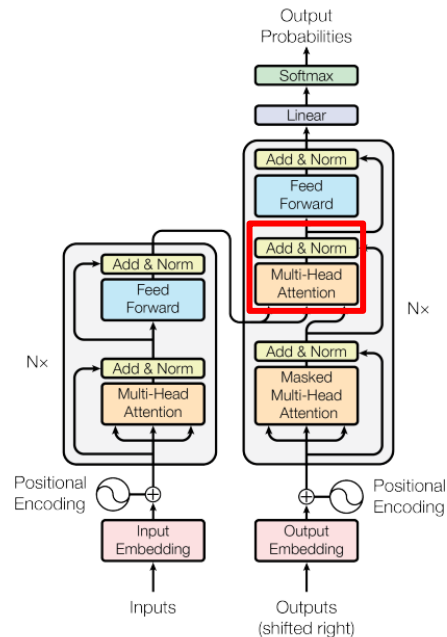 Output
Probabilities
Softmax
Linear
Add & Norm
Feed
Forward
Add & Norm
Multi-Head
Attention
Nx
Add & Norm
Masked
Multi-Head
Attention
Add & Norm
Feed
Forward
Nx
Add & Norm
Multi-Head
Attention
Positional
Encoding
Positional
Encoding
Input
Embedding
Output
Embedding
Inputs
Outputs
(shifted right)